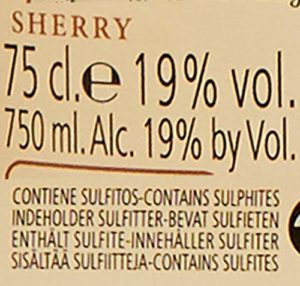 SHERRY
75 cl.℮ 19% vol.
750 ml. Alc. 19% by Vol.
CONTIENE SULFITOS-CONTAINS SULPHITES
INDEHOLDER SULFITTER-BEVAT SULFIETEN
ENTHÄLT SULFITE-INNEHÅLLER SULFITER
SISÄLTÄÄ SULFIITTEJA-CONTAINS SULFITES